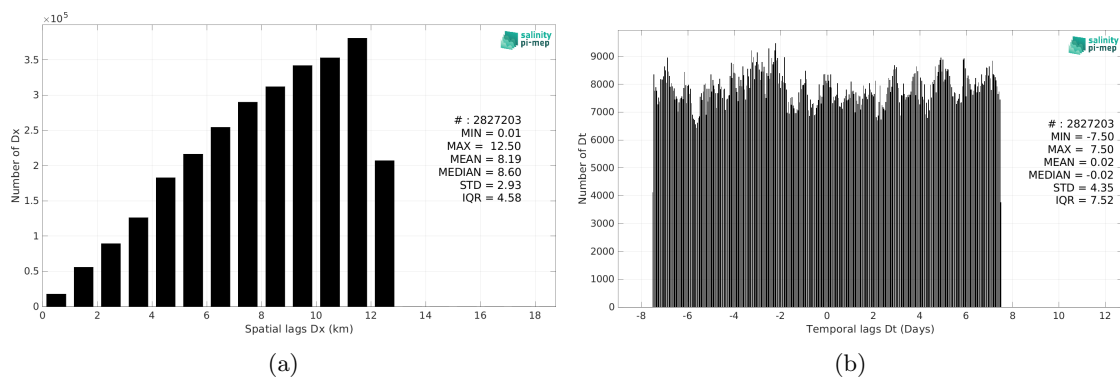 ×10⁵
3.5
3
2.5
2
1.5
1
0.5
0
Number of Dx
0 2 4 6 8 10 12 14 16 18
Spatial lags Dx (km)
salinity
pi-mep
# : 2827203
MIN = 0.01
MAX = 12.50
MEAN = 8.19
MEDIAN = 8.60
STD = 2.93
IQR = 4.58
(a)
9000
8000
7000
6000
5000
4000
3000
2000
1000
0
Number of Dt
-8 -6 -4 -2 0 2 4 6 8 10 12
Temporal lags Dt (Days)
salinity
pi-mep
# : 2827203
MIN = -7.50
MAX = 7.50
MEAN = 0.02
MEDIAN = -0.02
STD = 4.35
IQR = 7.52
(b)